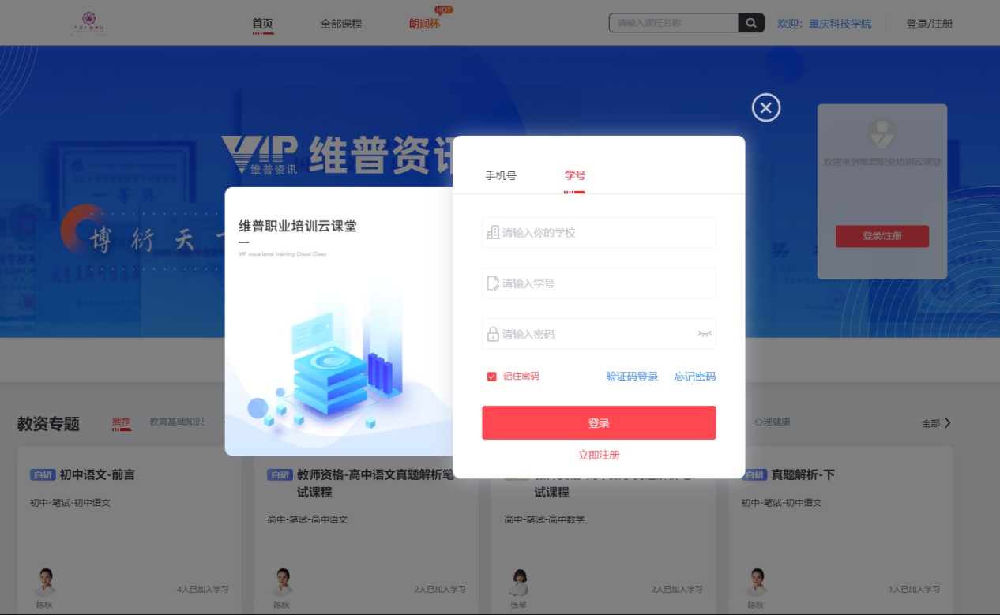 首页
全部课程
朗润杯
HOT
请输入课程名称
欢迎：重庆科技学院
登录/注册
VIP 维普资讯
维普资讯
一等奖
博衍天
欢迎来到维普职业培训云课堂
登录/注册
维普职业培训云课堂
VIP vocational training Cloud Class
手机号
学号
请输入你的学校
请输入学号
请输入密码
记住密码
验证码登录
忘记密码
登录
立即注册
教资专题
推荐
教育基础知识
心理健康
全部
自研 初中语文-前言
初中-笔试-初中语文
4人已加入学习
陈秋
自研 教师资格-高中语文真题解析笔
试课程
高中-笔试-高中语文
2人已加入学习
陈秋
试课程
高中-笔试-高中数学
2人已加入学习
张琴
自研 真题解析-下
初中-笔试-初中语文
1人已加入学习
陈秋